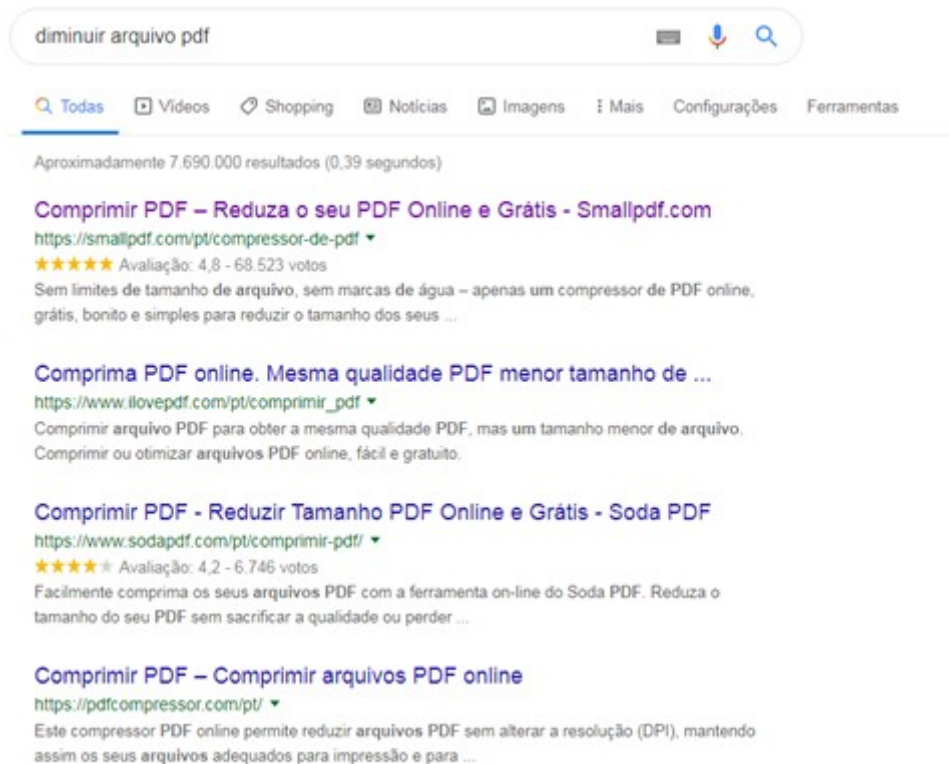 diminuir arquivo pdf
Todas Vídeos Shopping Notícias Imagens Mais Configurações Ferramentas
Aproximadamente 7.690.000 resultados (0,39 segundos)
Comprimir PDF – Reduza o seu PDF Online e Grátis - Smallpdf.com
https://smallpdf.com/pt/compressor-de-pdf
Avaliação: 4,8 - 68.523 votos
Sem limites de tamanho de arquivo, sem marcas de água – apenas um compressor de PDF online,
grátis, bonito e simples para reduzir o tamanho dos seus ...
Comprima PDF online. Mesma qualidade PDF menor tamanho de ...
https://www.ilovepdf.com/pt/comprimir_pdf
Comprimir arquivo PDF para obter a mesma qualidade PDF, mas um tamanho menor de arquivo.
Comprimir ou otimizar arquivos PDF online, fácil e gratuito.
Comprimir PDF - Reduzir Tamanho PDF Online e Grátis - Soda PDF
https://www.sodapdf.com/pt/comprimir-pdf/
Avaliação: 4,2 - 6.746 votos
Facilmente comprima os seus arquivos PDF com a ferramenta on-line do Soda PDF. Reduza o
tamanho do seu PDF sem sacrificar a qualidade ou perder ...
Comprimir PDF – Comprimir arquivos PDF online
https://pdfcompressor.com/pt/
Este compressor PDF online permite reduzir arquivos PDF sem alterar a resolução (DPI), mantendo
assim os seus arquivos adequados para impressão e para ...